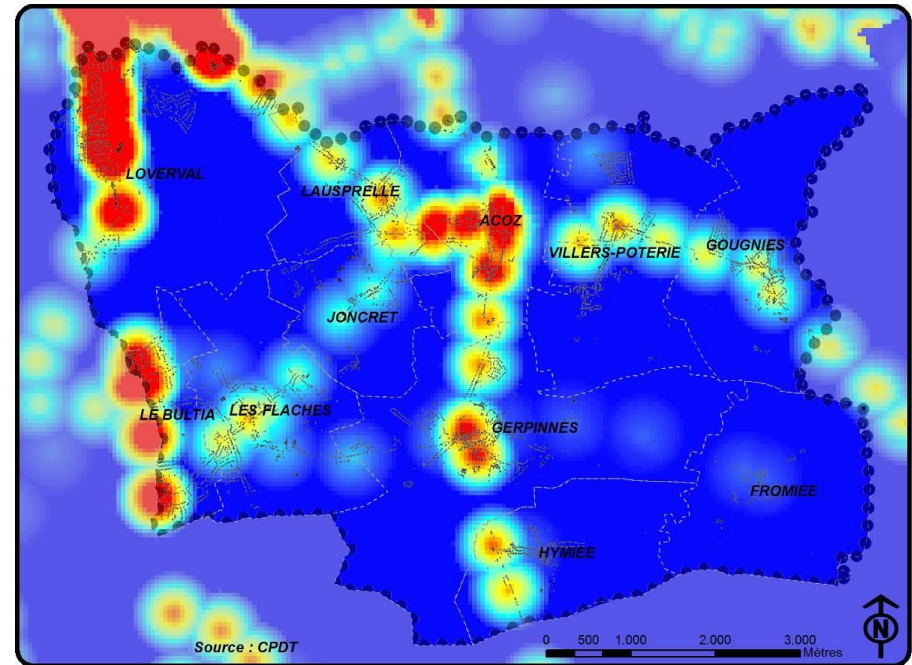 LOVERVAL
LAUSPRELLE
ACOZ
VILLERS-POTERIE
GOUGNIES
JONCRET
LE BULTIA
LES FLACHES
GERPINNES
FROMIEE
HYMIÉE
Source : CPDT
0 500 1.000 2.000 3.000
Mètres
N